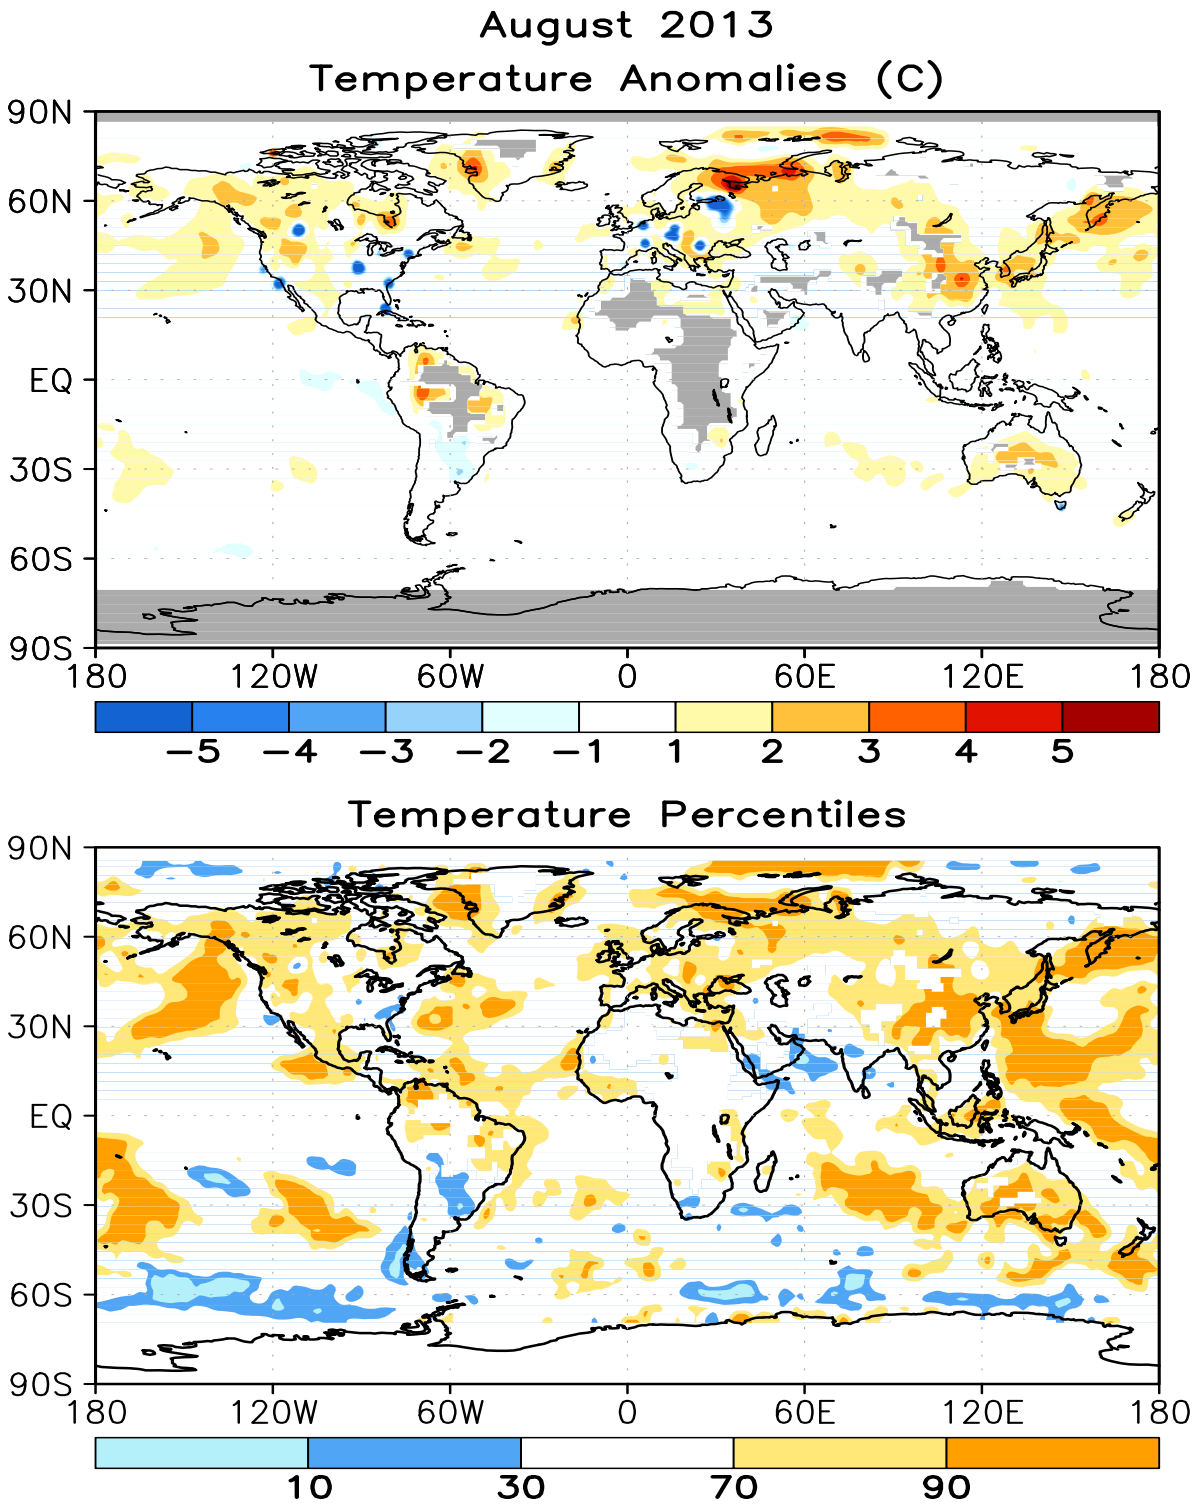 August 2013
Temperature Anomalies (C)
90N
60N
30N
EQ
30S
60S
90S
180 120W 60W 0 60E 120E 180
-5 -4 -3 -2 -1 1 2 3 4 5
Temperature Percentiles
90N
60N
30N
EQ
30S
60S
90S
180 120W 60W 0 60E 120E 180
10 30 70 90